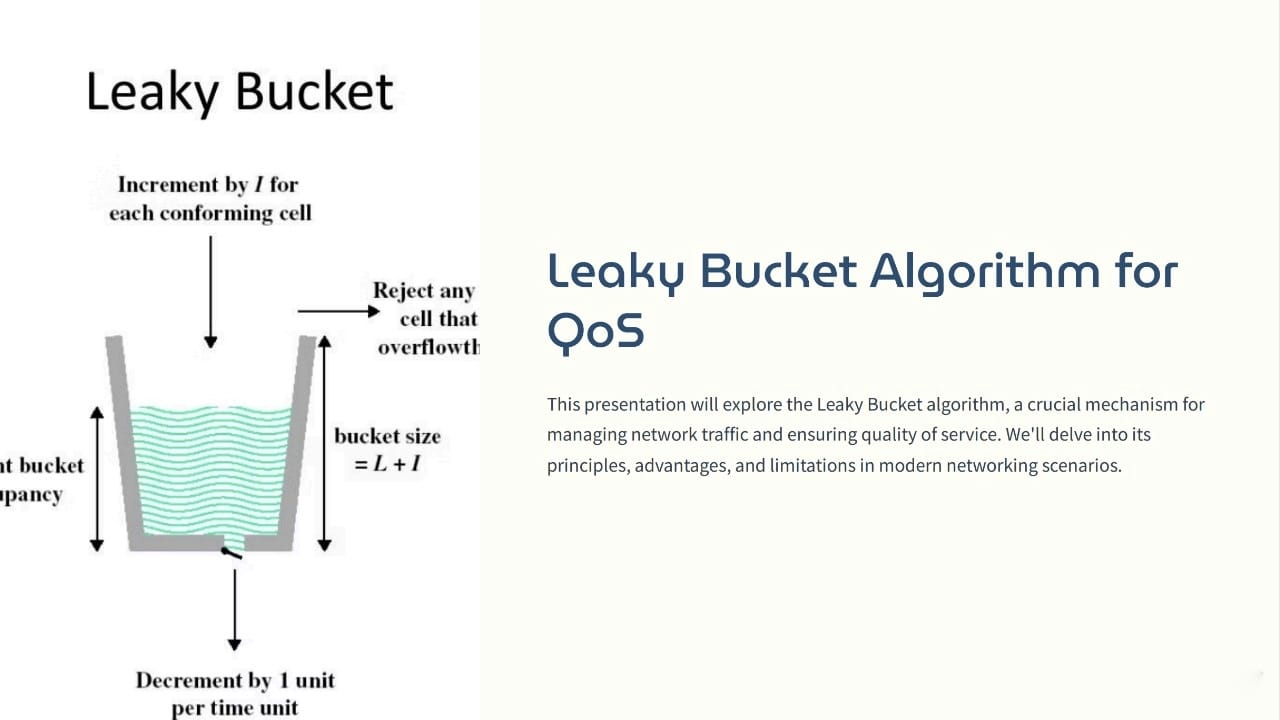 Leaky Bucket
Increment by I for
each conforming cell
Reject any
cell that
bucket size
= L + I
bucket
Decrement by 1 unit
per time unit
Leaky Bucket Algorithm for
QoS
This presentation will explore the Leaky Bucket algorithm, a crucial mechanism for
managing network traffic and ensuring quality of service. We'll delve into its
principles, advantages, and limitations in modern networking scenarios.